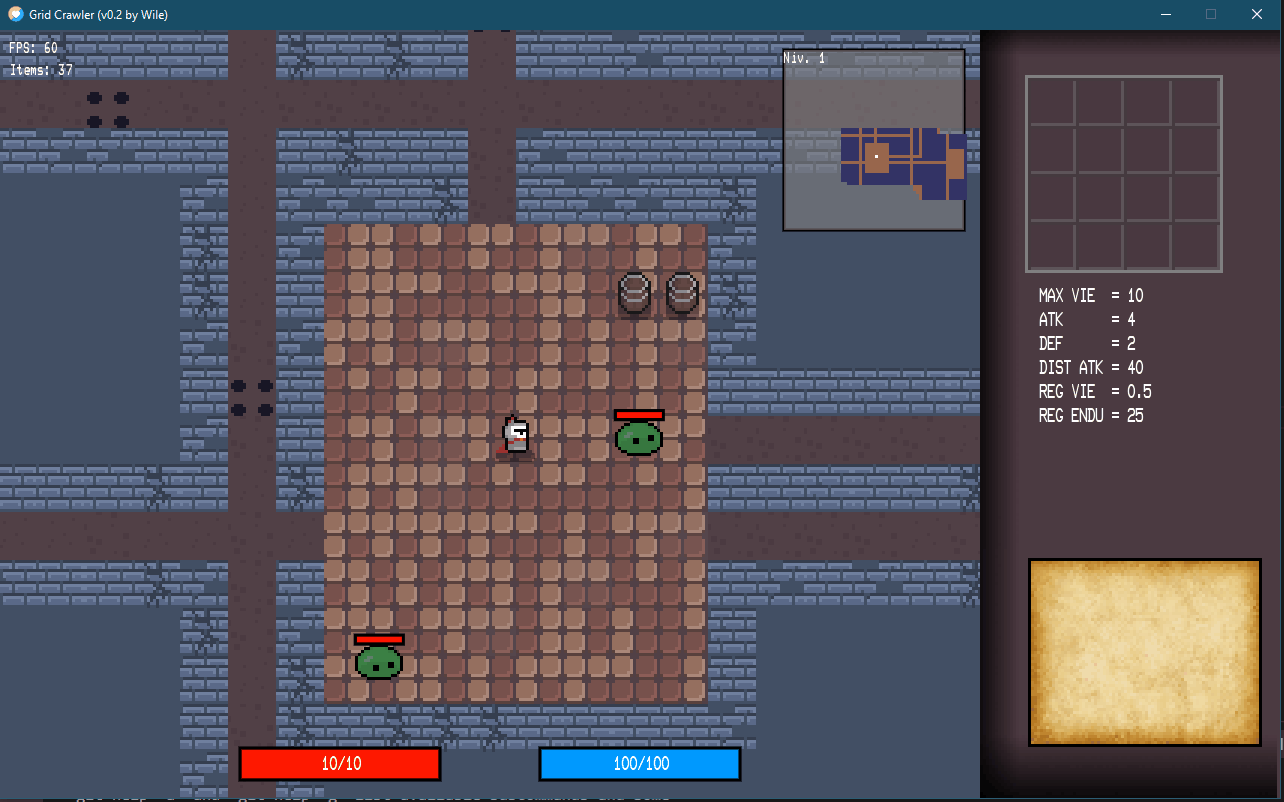 Grid Crawler (v0.2 by Wile)
FPS: 60
Items: 37
Niv. 1
MAX VIE = 10
ATK = 4
DEF = 2
DIST ATK = 40
REG VIE = 0.5
REG ENDU = 25
10/10
100/100